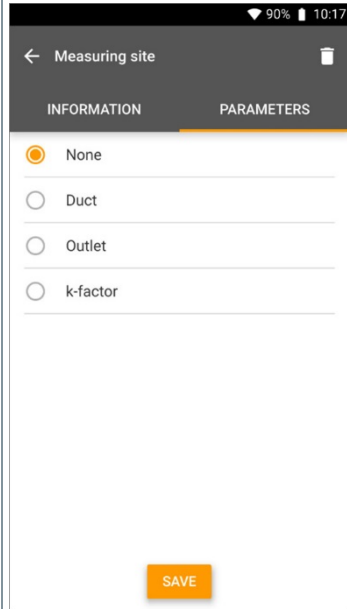 90% 10:17
Measuring site
INFORMATION PARAMETERS
None
Duct
Outlet
k-factor
SAVE